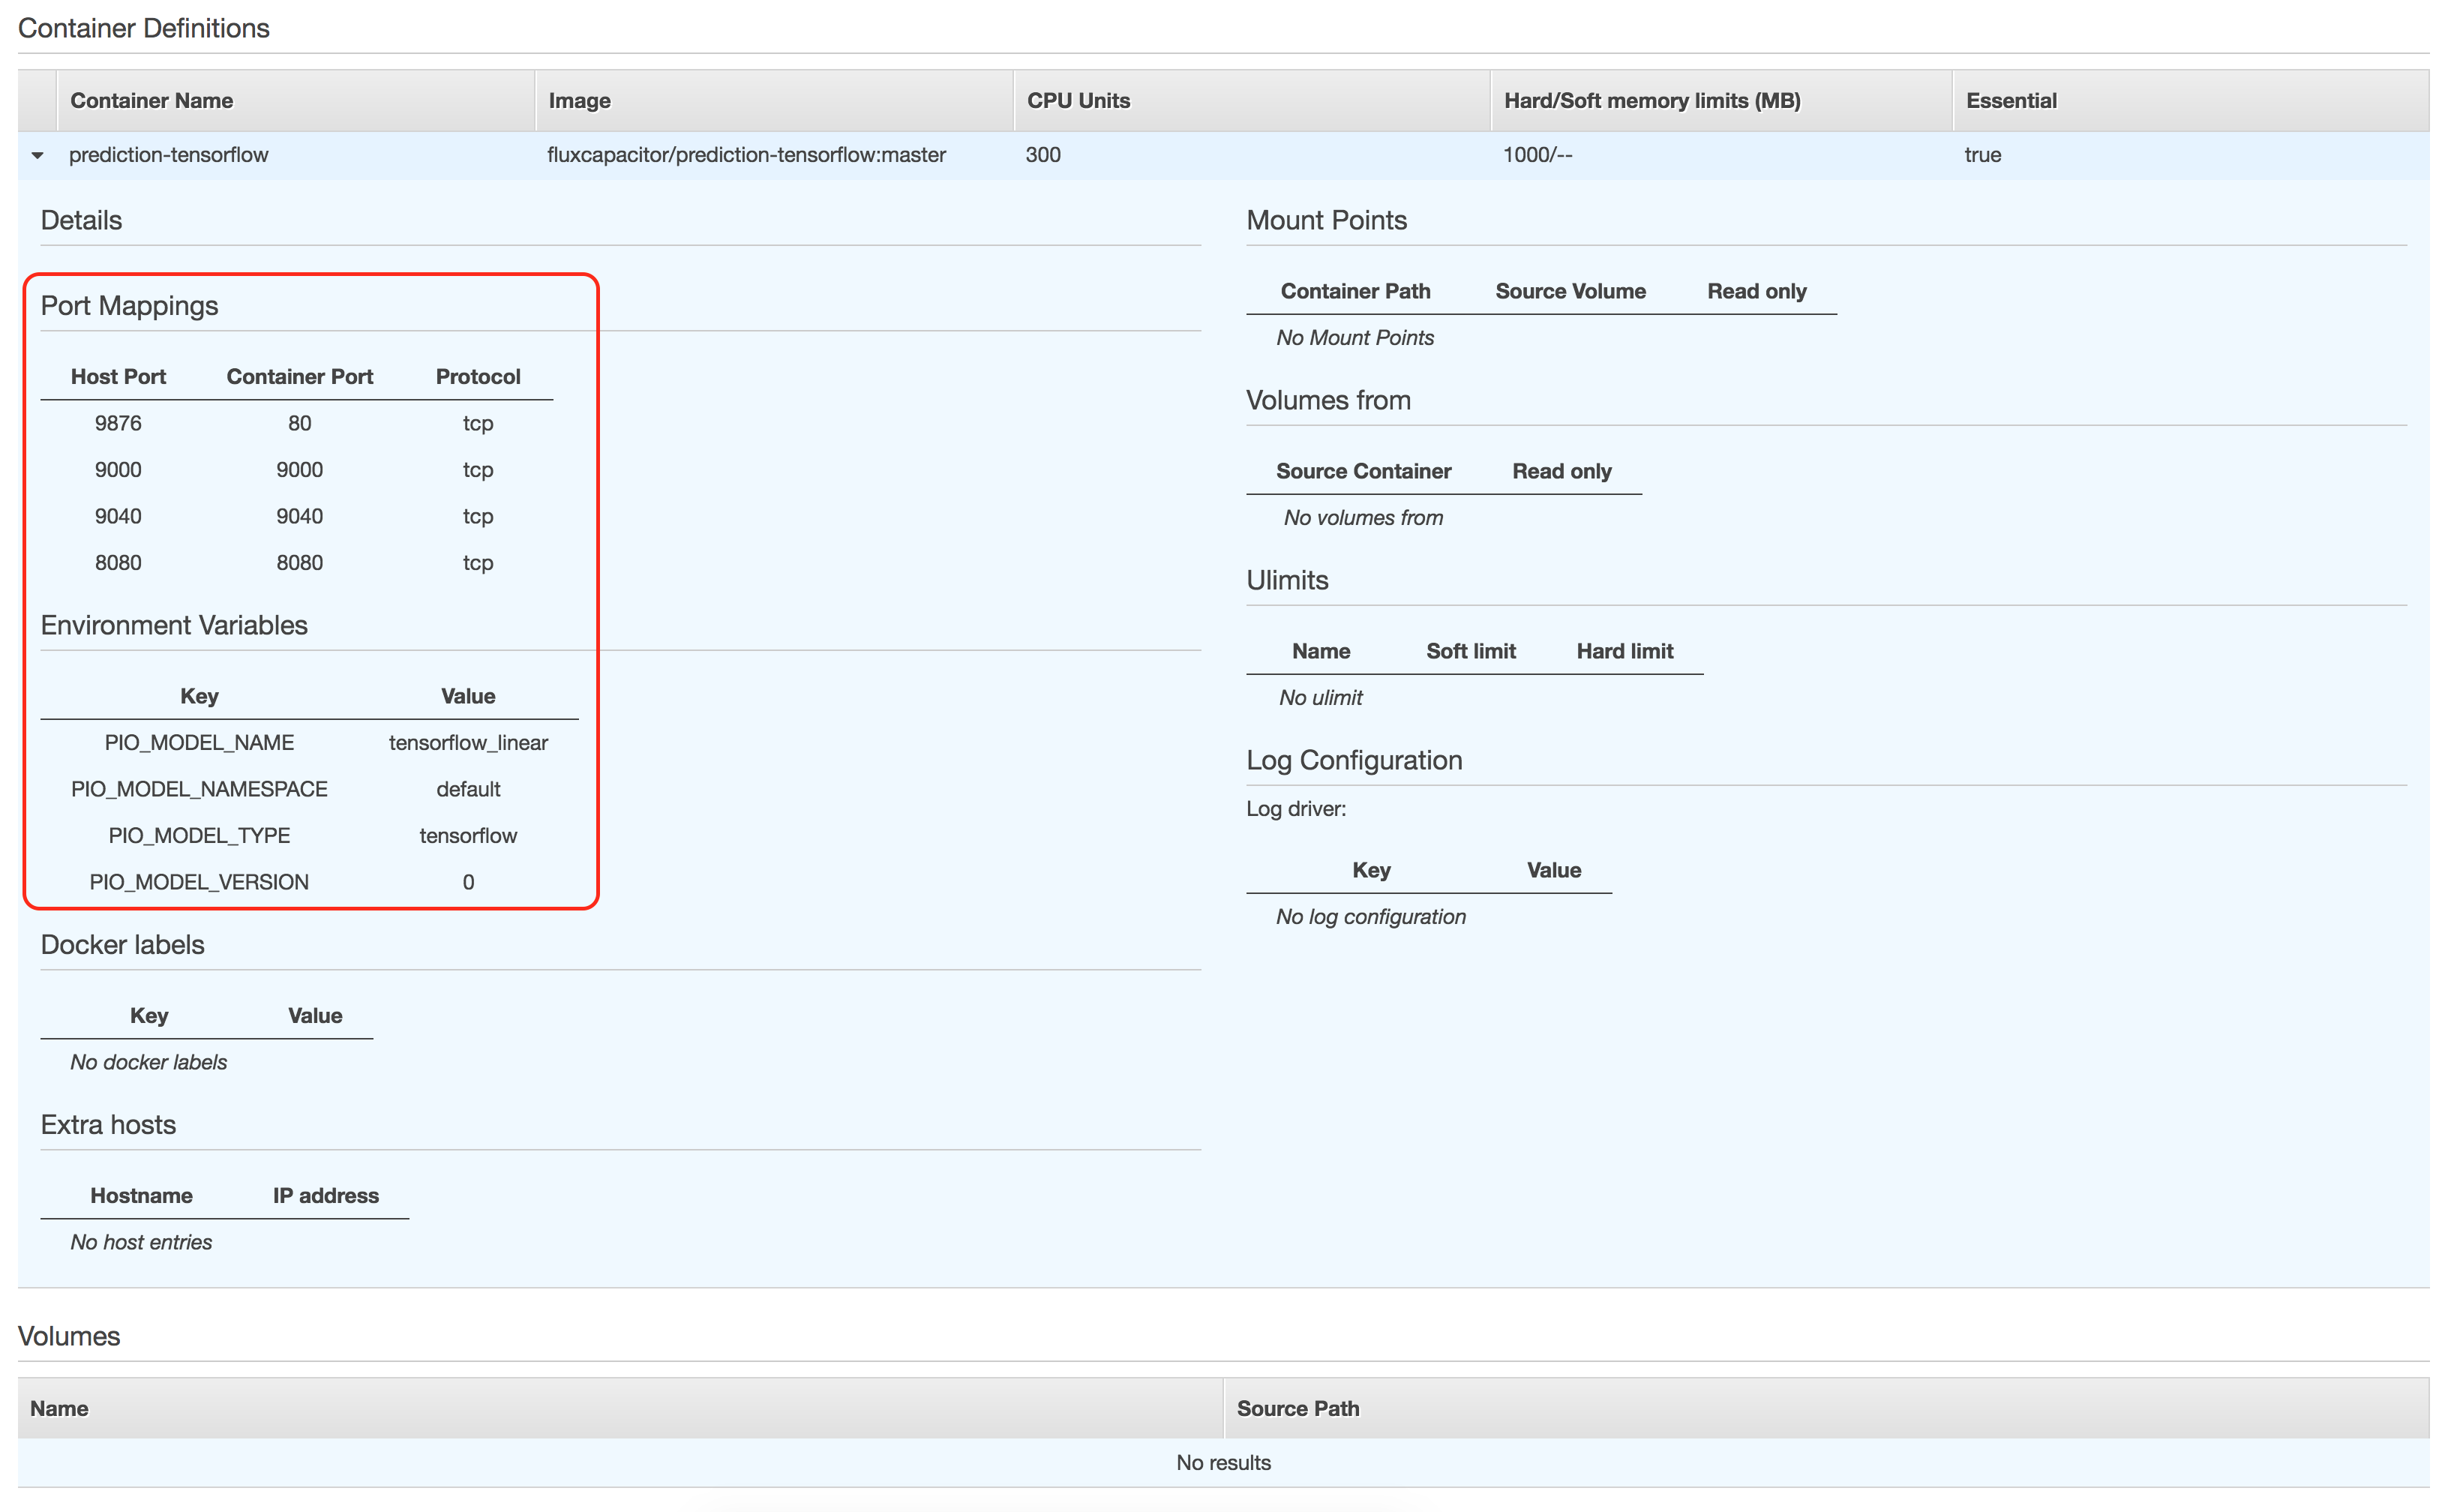 Container Definitions
Container Name Image CPU Units Hard/Soft memory limits (MB) Essential
prediction-tensorflow fluxcapacitor/prediction-tensorflow:master 300 1000/-- true
Details
Port Mappings
Host Port Container Port Protocol
9876 80 tcp
9000 9000 tcp
9040 9040 tcp
8080 8080 tcp
Environment Variables
Key Value
PIO_MODEL_NAME tensorflow_linear
PIO_MODEL_NAMESPACE default
PIO_MODEL_TYPE tensorflow
PIO_MODEL_VERSION 0
Docker labels
Key Value
No docker labels
Extra hosts
Hostname IP address
No host entries
Mount Points
Container Path Source Volume Read only
No Mount Points
Volumes from
Source Container Read only
No volumes from
Ulimits
Name Soft limit Hard limit
No ulimit
Log Configuration
Log driver:
Key Value
No log configuration
Volumes
Name Source Path
No results